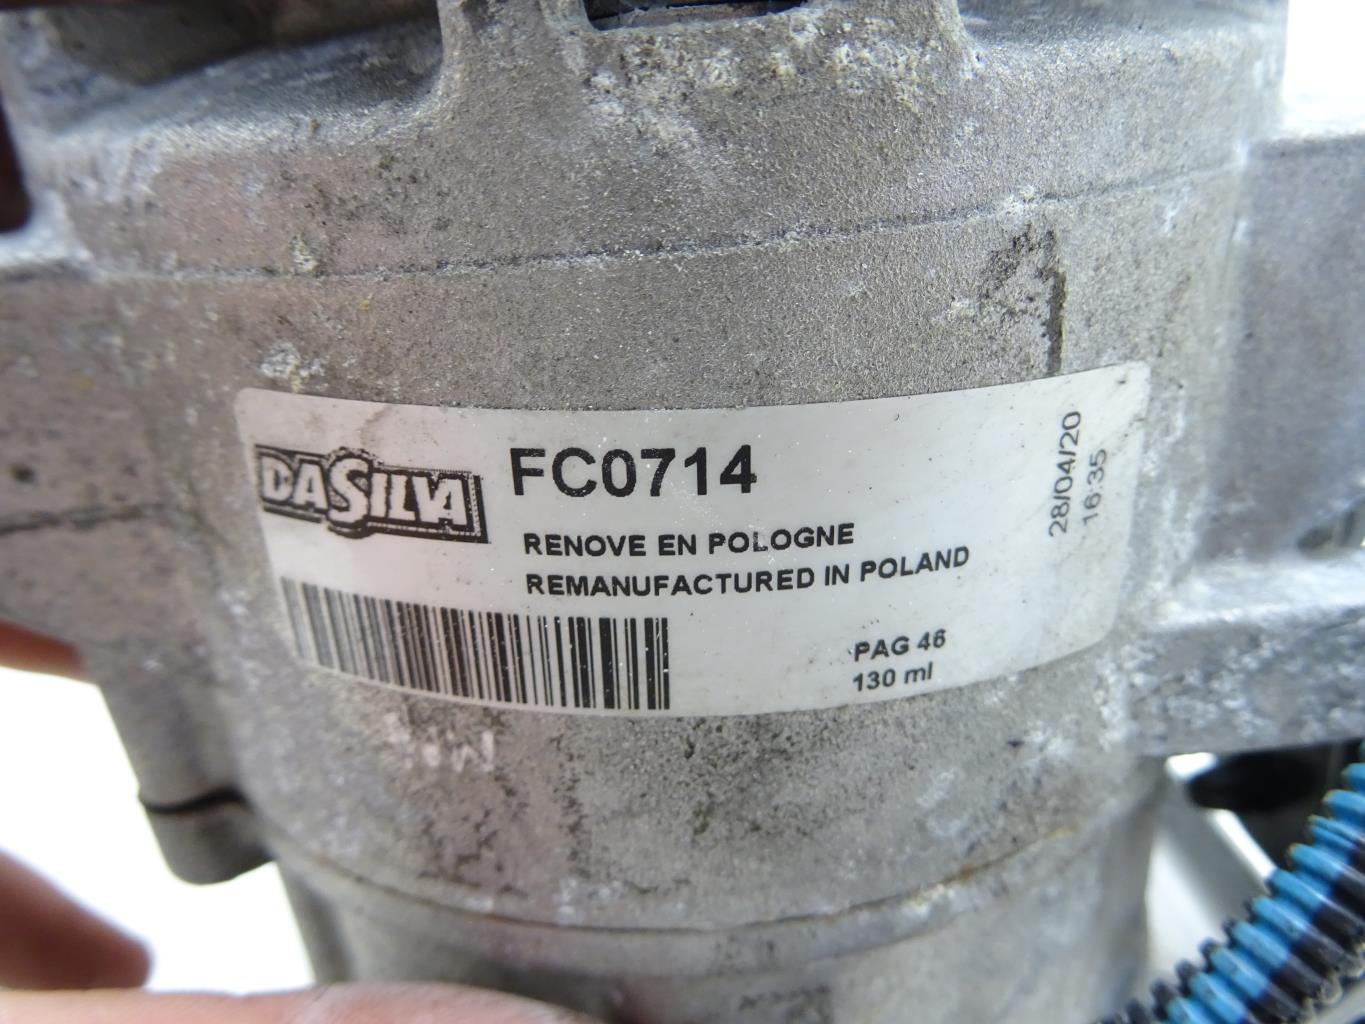 DASILVA
FC0714
RENOVE EN POLOGNE
REMANUFACTURED IN POLAND
PAG 46
130 ml
28/04/20
16:35